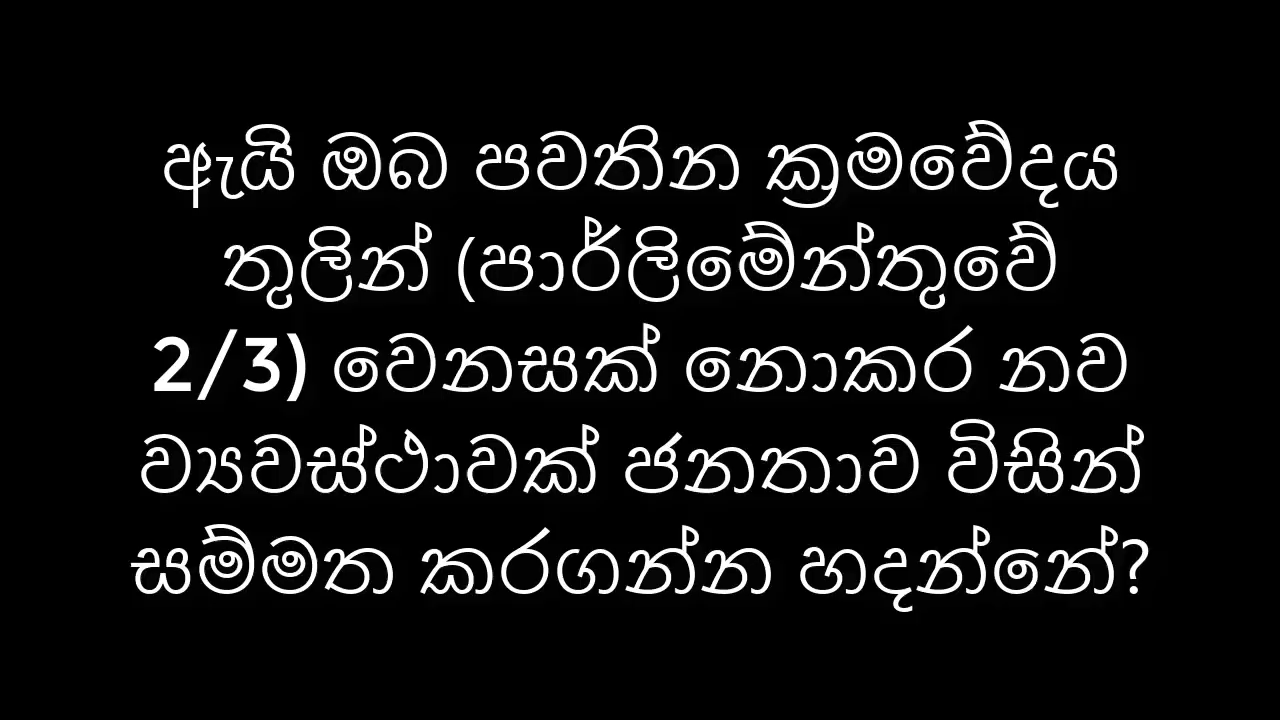 ඇයි ඔබ පවතින ක්‍රමවේදය
තුලින් (පාර්ලිමේන්තුවේ
2/3) වෙනසක් නොකර නව
ව්‍යවස්ථාවක් ජනතාව විසින්
සම්මත කරගන්න හදන්නේ?